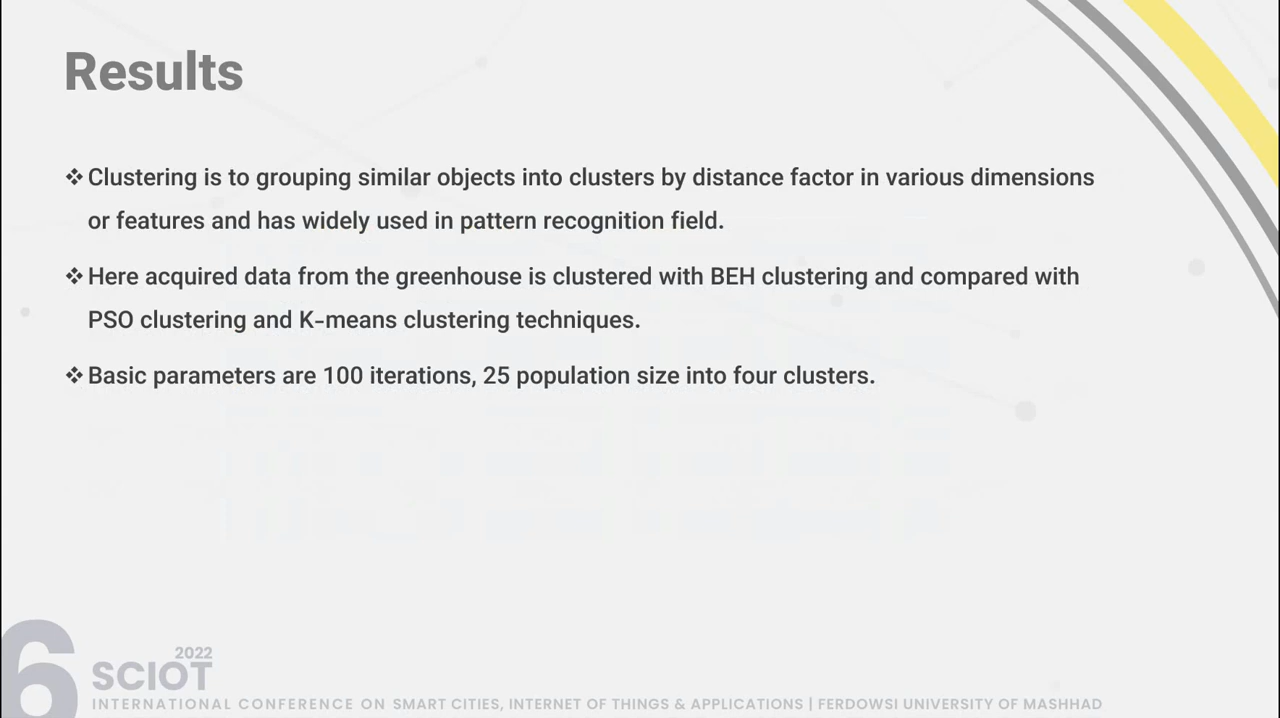 Results
❖ Clustering is to grouping similar objects into clusters by distance factor in various dimensions
or features and has widely used in pattern recognition field.
❖ Here acquired data from the greenhouse is clustered with BEH clustering and compared with
PSO clustering and K-means clustering techniques.
❖ Basic parameters are 100 iterations, 25 population size into four clusters.
6
2022
SCIOT
INTERNATIONAL CONFERENCE ON SMART CITIES, INTERNET OF THINGS & APPLICATIONS | FERDOWSI UNIVERSITY OF MASHHAD